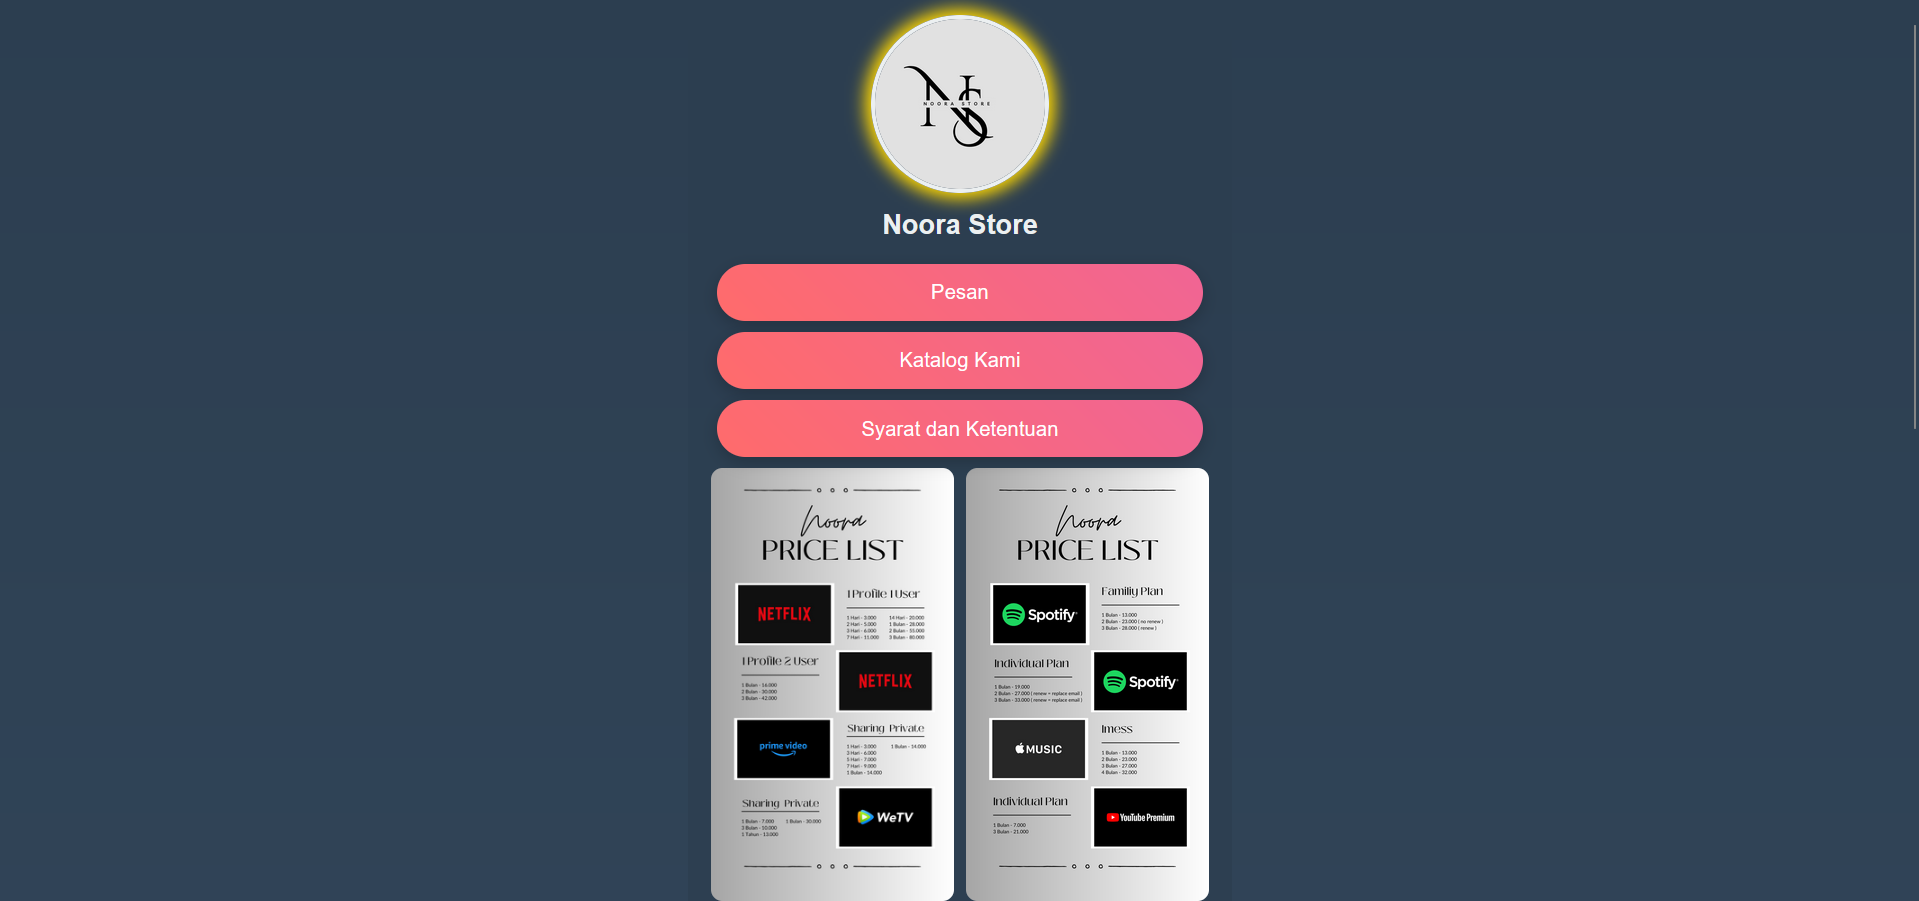 NS
NOORA STORE
Noora Store
Pesan
Katalog Kami
Syarat dan Ketentuan
Noora
PRICE LIST
NETFLIX
1 Profile 1 User
1 Hari - 3.000
2 Hari - 5.000
3 Hari - 6.000
7 Hari - 11.000
14 Hari - 20.000
1 Bulan - 28.000
2 Bulan - 55.000
3 Bulan - 80.000
1 Profile 2 User
1 Bulan - 16.000
2 Bulan - 30.000
3 Bulan - 42.000
NETFLIX
prime video
Sharing Private
1 Hari - 3.000
3 Hari - 6.000
5 Hari - 7.000
7 Hari - 9.000
1 Bulan - 14.000
1 Bulan - 14.000
Sharing Private
1 Bulan - 7.000
3 Bulan - 10.000
1 Tahun - 13.000
1 Bulan - 30.000
WeTV
Noora
PRICE LIST
Spotify
Familiy Plan
1 Bulan - 13.000
2 Bulan - 23.000 ( no renew )
3 Bulan - 28.000 ( renew )
Individual Plan
1 Bulan - 19.000
2 Bulan - 27.000 ( renew + replace email )
3 Bulan - 33.000 ( renew + replace email )
Spotify
MUSIC
Imess
1 Bulan - 13.000
2 Bulan - 23.000
3 Bulan - 27.000
4 Bulan - 32.000
Individual Plan
1 Bulan - 7.000
3 Bulan - 21.000
YouTube Premium